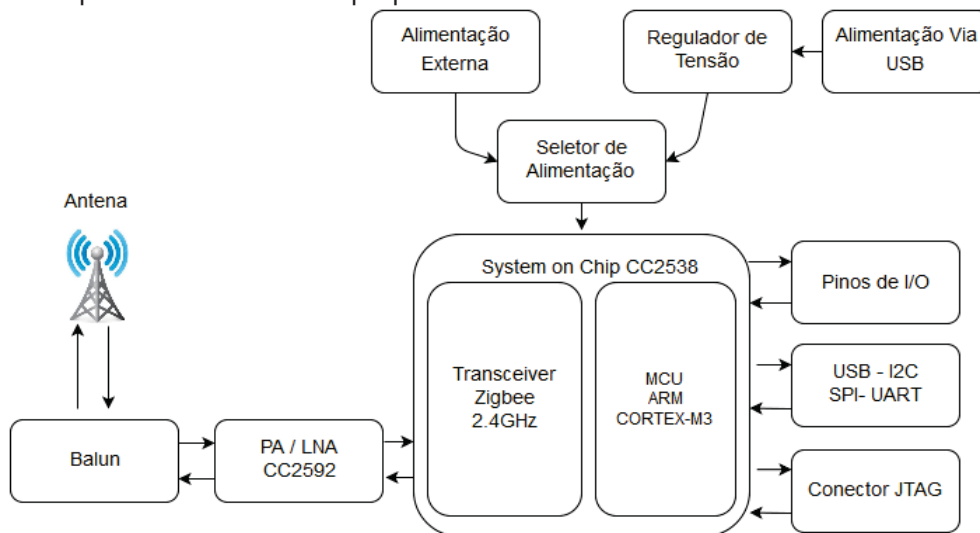 Alimentação
Externa
Regulador de
Tensão
Alimentação Via
USB
Seletor de
Alimentação
Antena
System on Chip CC2538
Pinos de I/O
Transceiver
Zigbee
2.4GHz
MCU
ARM
CORTEX-M3
USB - I2C
SPI- UART
Balun
PA / LNA
CC2592
Conector JTAG